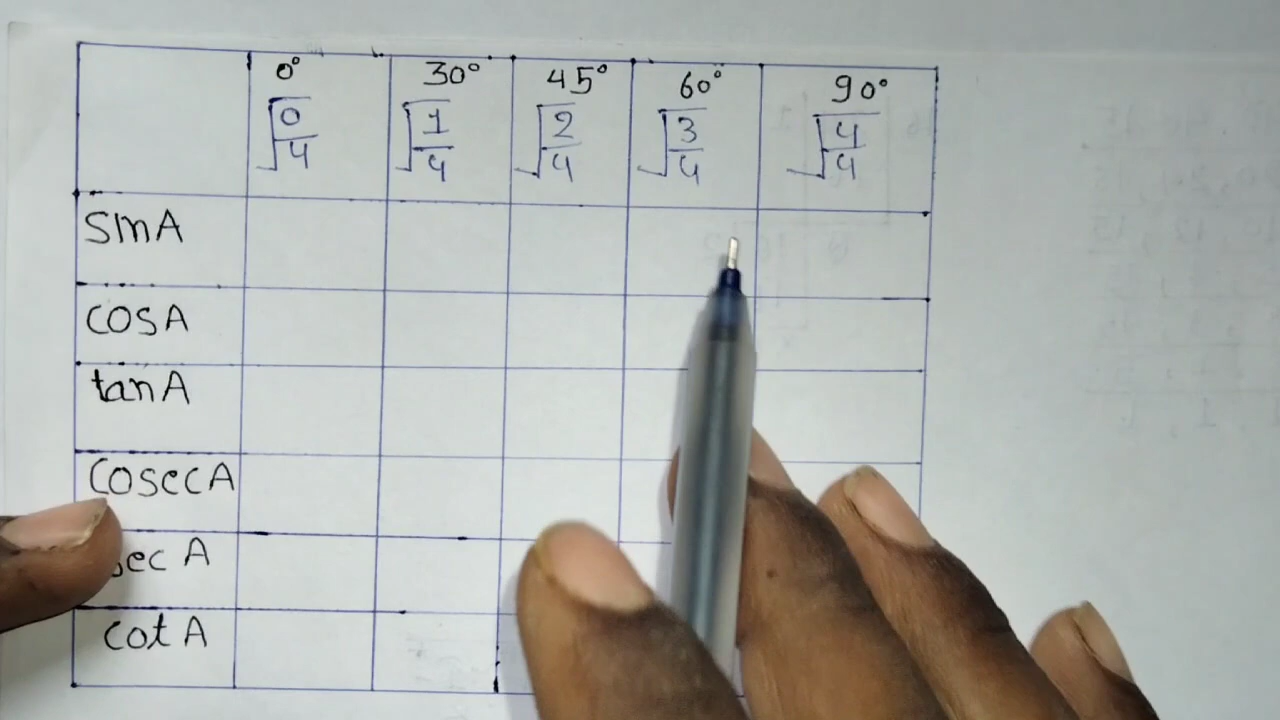 0° 30° 45° 60° 90°
√0/4 √1/4 √2/4 √3/4 √4/4
sinA
cosA
tanA
cosecA
sec A
cot A